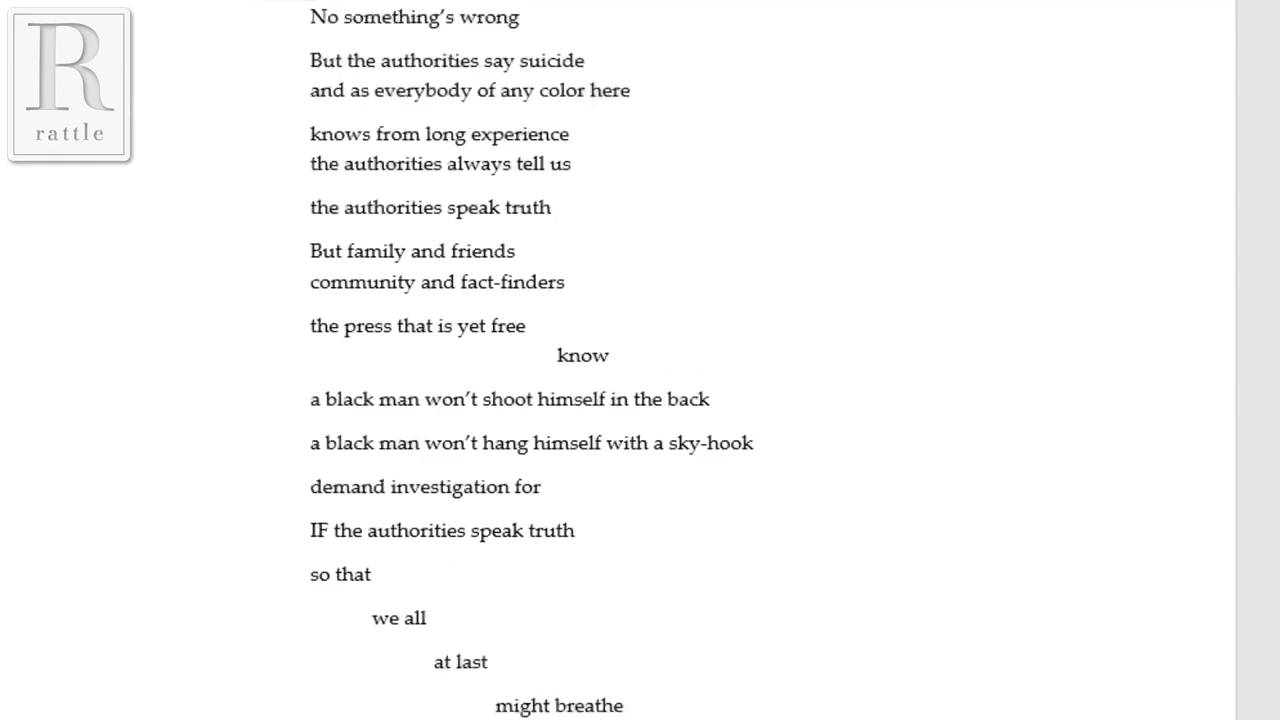 R
rattle
No something's wrong
But the authorities say suicide
and as everybody of any color here
knows from long experience
the authorities always tell us
the authorities speak truth
But family and friends
community and fact-finders
the press that is yet free
know
a black man won't shoot himself in the back
a black man won't hang himself with a sky-hook
demand investigation for
IF the authorities speak truth
so that
we all
at last
might breathe